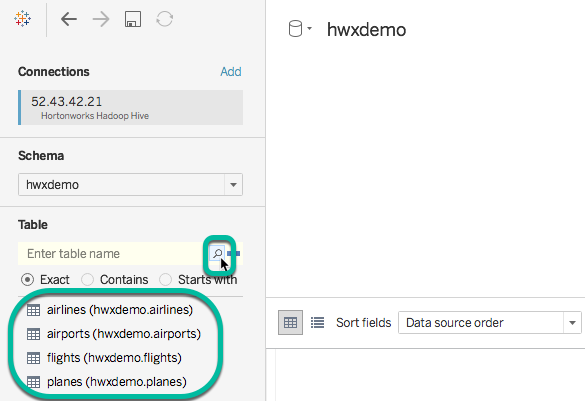 hwxdemo
Connections Add
52.43.42.21
Hortonworks Hadoop Hive
Schema
hwxdemo
Table
Enter table name
Exact Contains Starts with
airlines (hwxdemo.airlines)
airports (hwxdemo.airports)
flights (hwxdemo.flights)
planes (hwxdemo.planes)
Sort fields Data source order